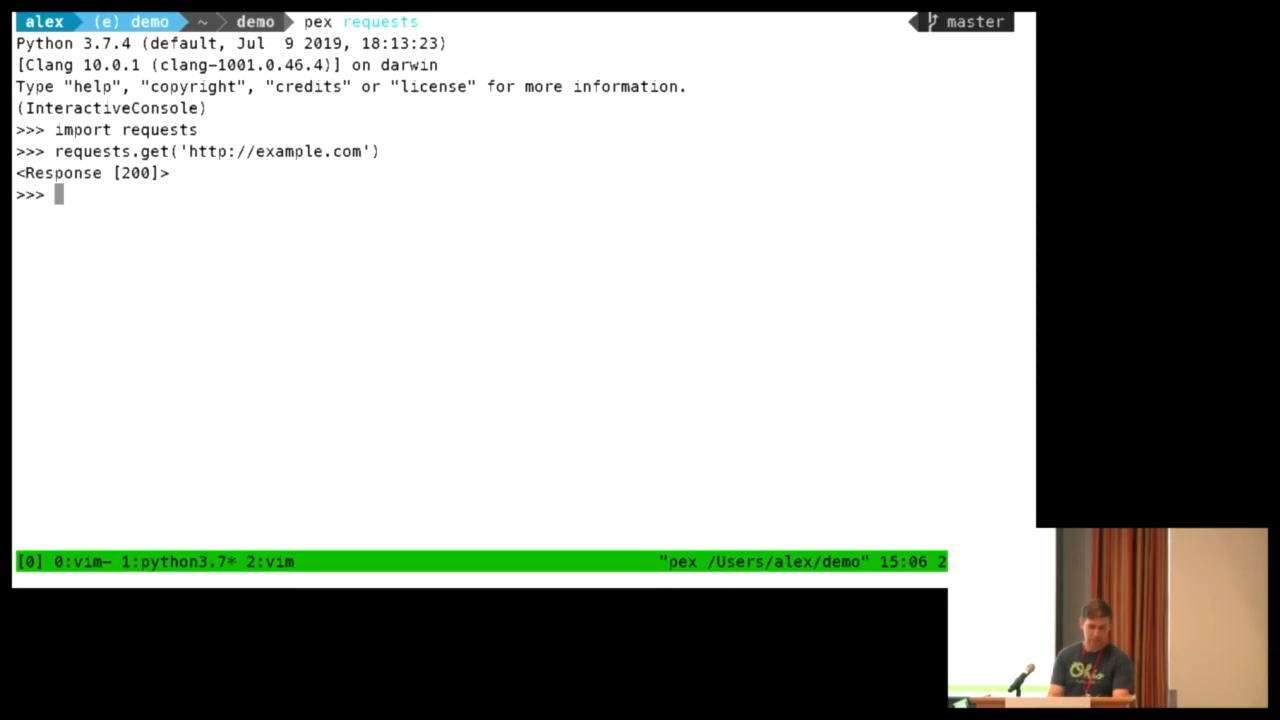 alex (e) demo ~ demo pex requests master
Python 3.7.4 (default, Jul  9 2019, 18:13:23)
[Clang 10.0.1 (clang-1001.0.46.4)] on darwin
Type "help", "copyright", "credits" or "license" for more information.
(InteractiveConsole)
>>> import requests
>>> requests.get('http://example.com')
<Response [200]>
>>>
[0] 0:vim- 1:python3.7* 2:vim "pex /Users/alex/demo" 15:06 2
Ohio